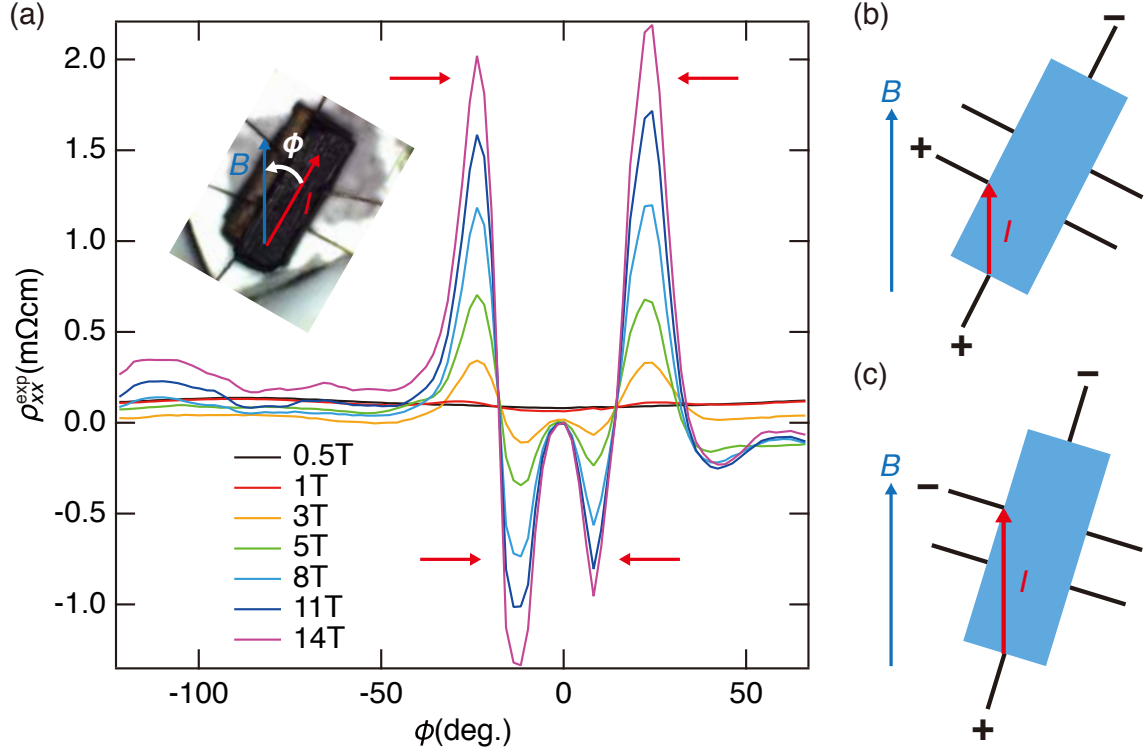 (a)
2.0
1.5
1.0
0.5
0.0
-0.5
-1.0
ρxx^exp(mΩcm)
B
ϕ
I
0.5T
1T
3T
5T
8T
11T
14T
-100
-50
0
50
ϕ(deg.)
(b)
B
I
+
+
−
(c)
B
I
−
−
+